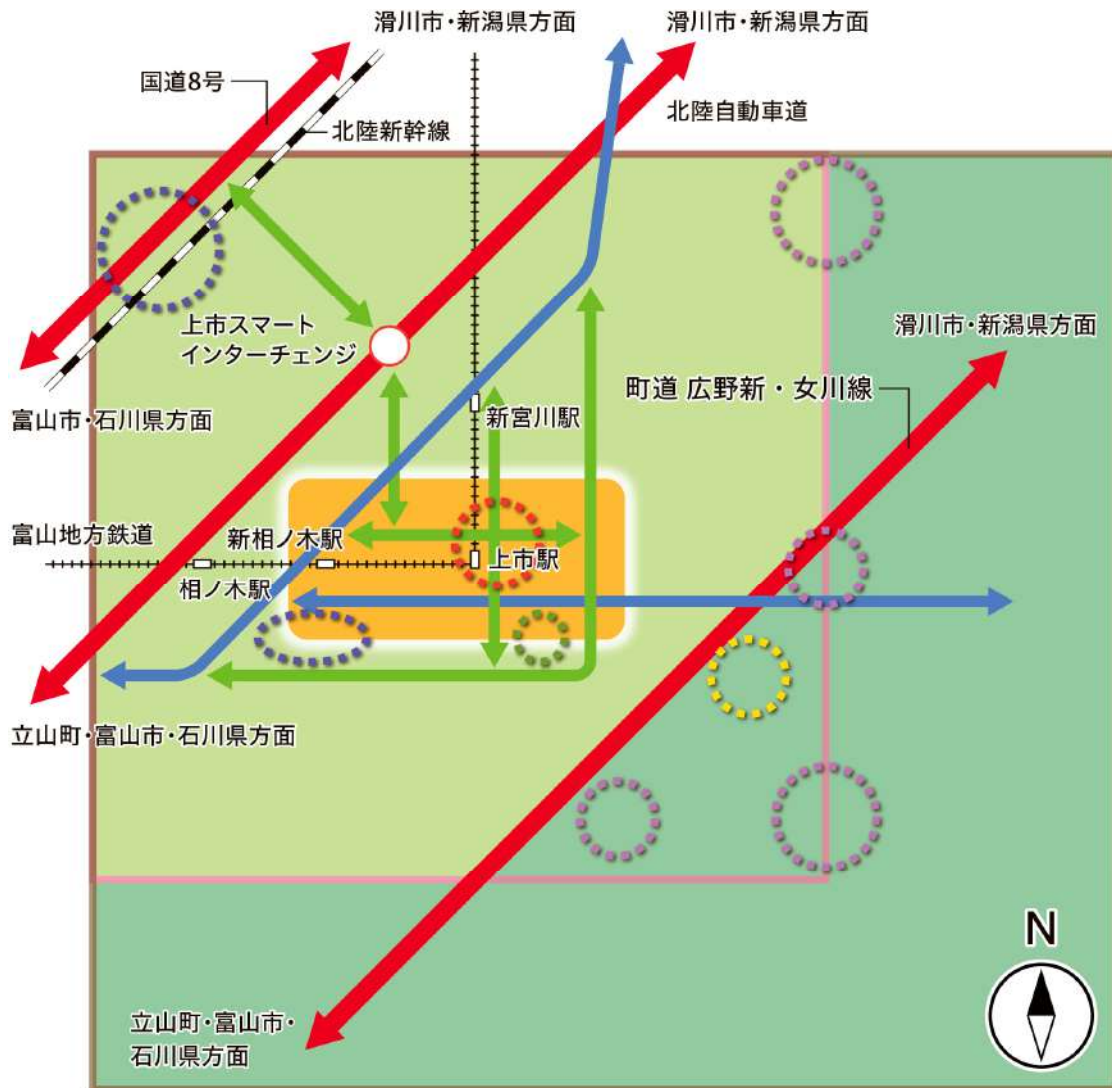 滑川市・新潟県方面
滑川市・新潟県方面
国道8号
北陸自動車道
北陸新幹線
上市スマート
インターチェンジ
滑川市・新潟県方面
町道 広野新・女川線
富山市・石川県方面
新宮川駅
富山地方鉄道
新相ノ木駅
上市駅
相ノ木駅
立山町・富山市・石川県方面
N
立山町・富山市・
石川県方面